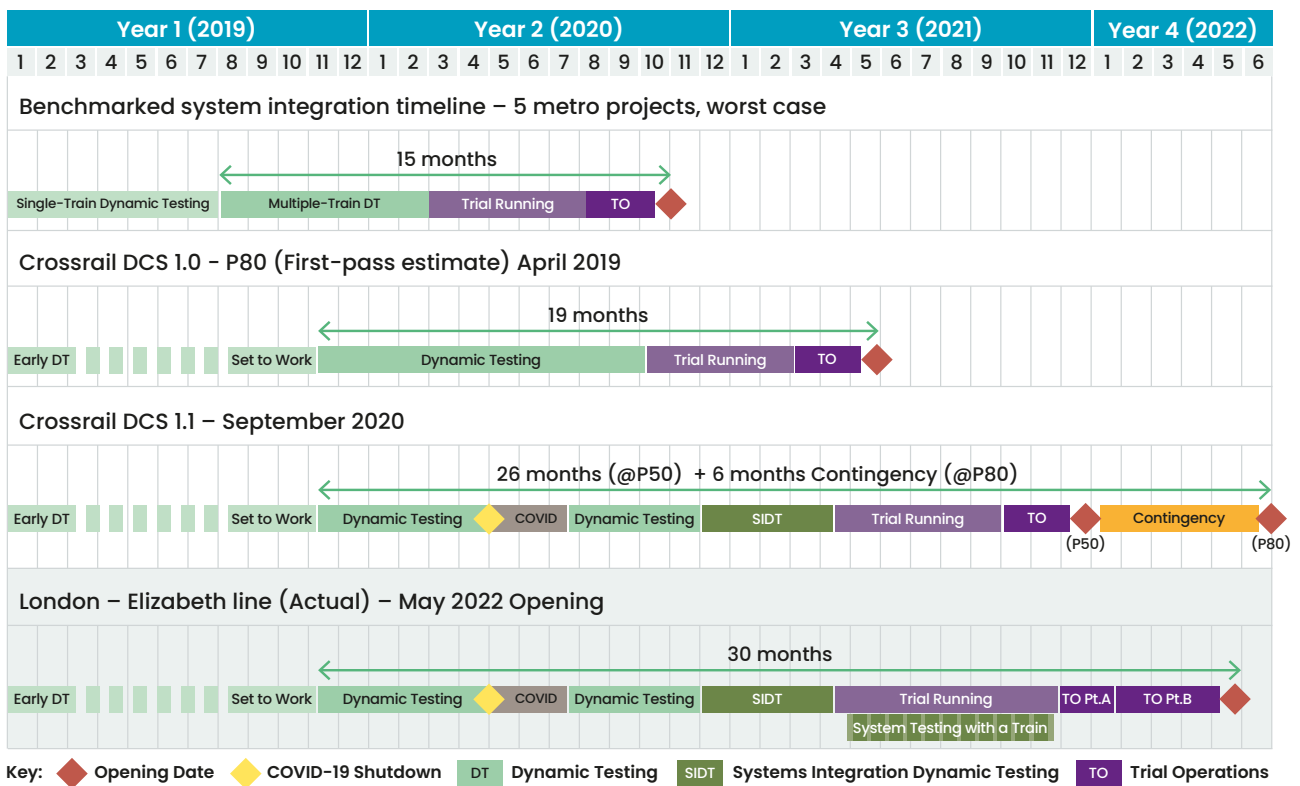 Year 1 (2019) Year 2 (2020) Year 3 (2021) Year 4 (2022)
1 2 3 4 5 6 7 8 9 10 11 12 1 2 3 4 5 6 7 8 9 10 11 12 1 2 3 4 5 6 7 8 9 10 11 12 1 2 3 4 5 6
Benchmarked system integration timeline – 5 metro projects, worst case
15 months
Single-Train Dynamic Testing Multiple-Train DT Trial Running TO
Crossrail DCS 1.0 - P80 (First-pass estimate) April 2019
19 months
Early DT Set to Work Dynamic Testing Trial Running TO
Crossrail DCS 1.1 – September 2020
26 months (@P50) + 6 months Contingency (@P80)
Early DT Set to Work Dynamic Testing COVID Dynamic Testing SIDT Trial Running TO Contingency
(P50) (P80)
London – Elizabeth line (Actual) – May 2022 Opening
30 months
Early DT Set to Work Dynamic Testing COVID Dynamic Testing SIDT Trial Running TO Pt.A TO Pt.B
System Testing with a Train
Key: Opening Date COVID-19 Shutdown DT Dynamic Testing SIDT Systems Integration Dynamic Testing TO Trial Operations